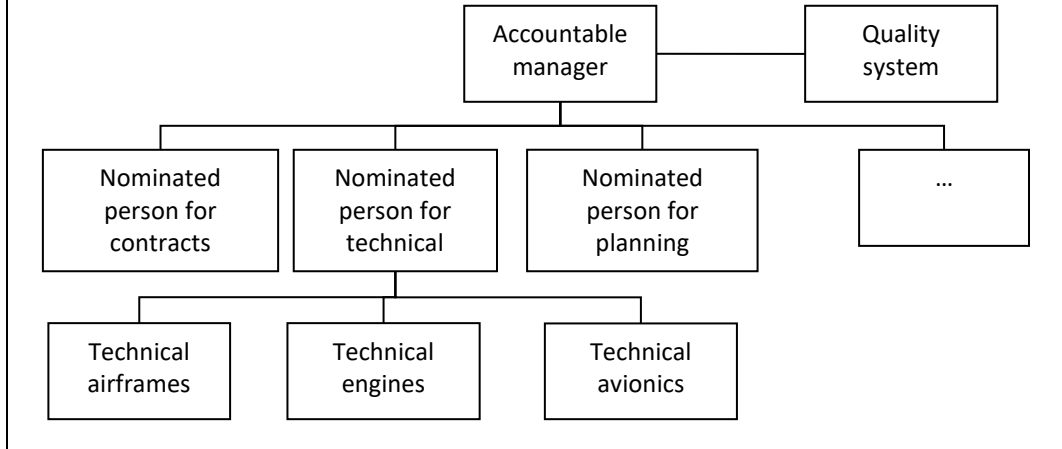 Accountable
manager
Quality
system
Nominated
person for
contracts
Nominated
person for
technical
Nominated
person for
planning
...
Technical
airframes
Technical
engines
Technical
avionics